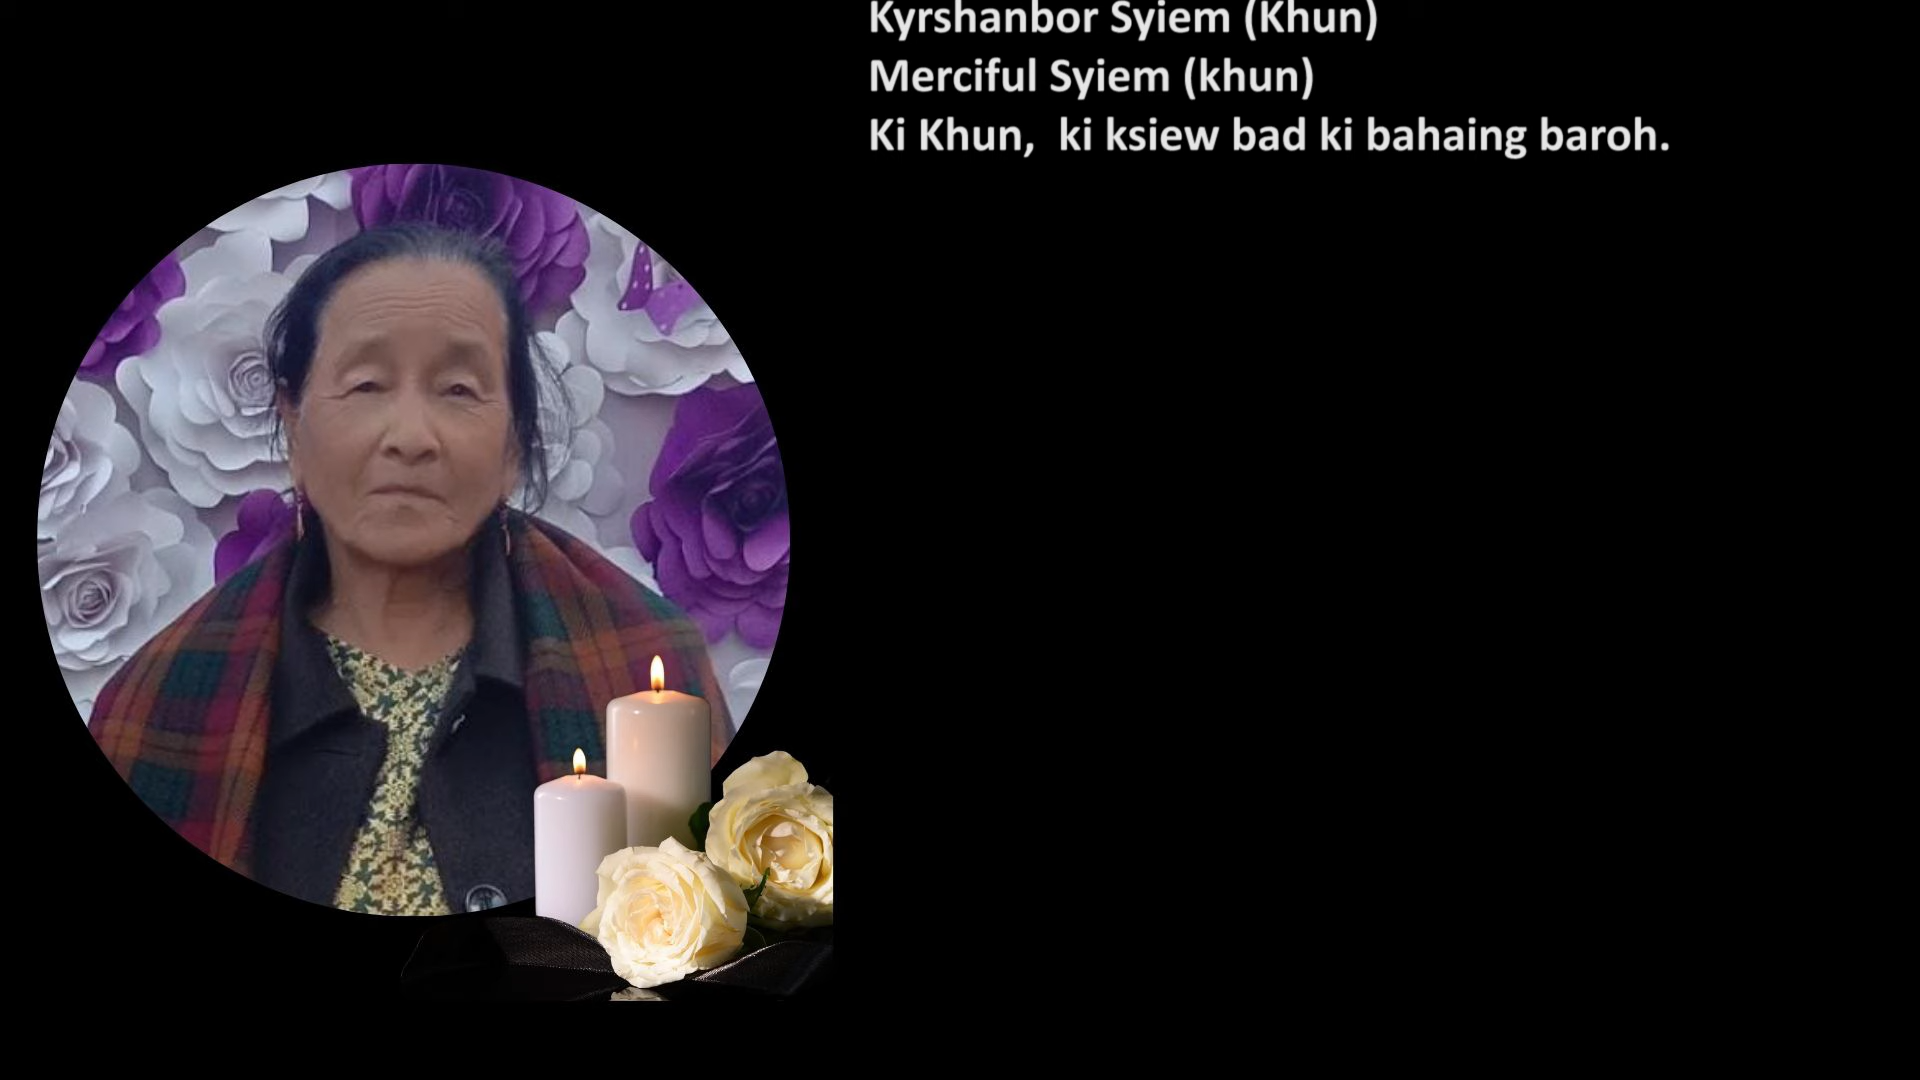 Kyrshanbor Syiem (Khun)
Merciful Syiem (khun)
Ki Khun,  ki ksiew bad ki bahaing baroh.